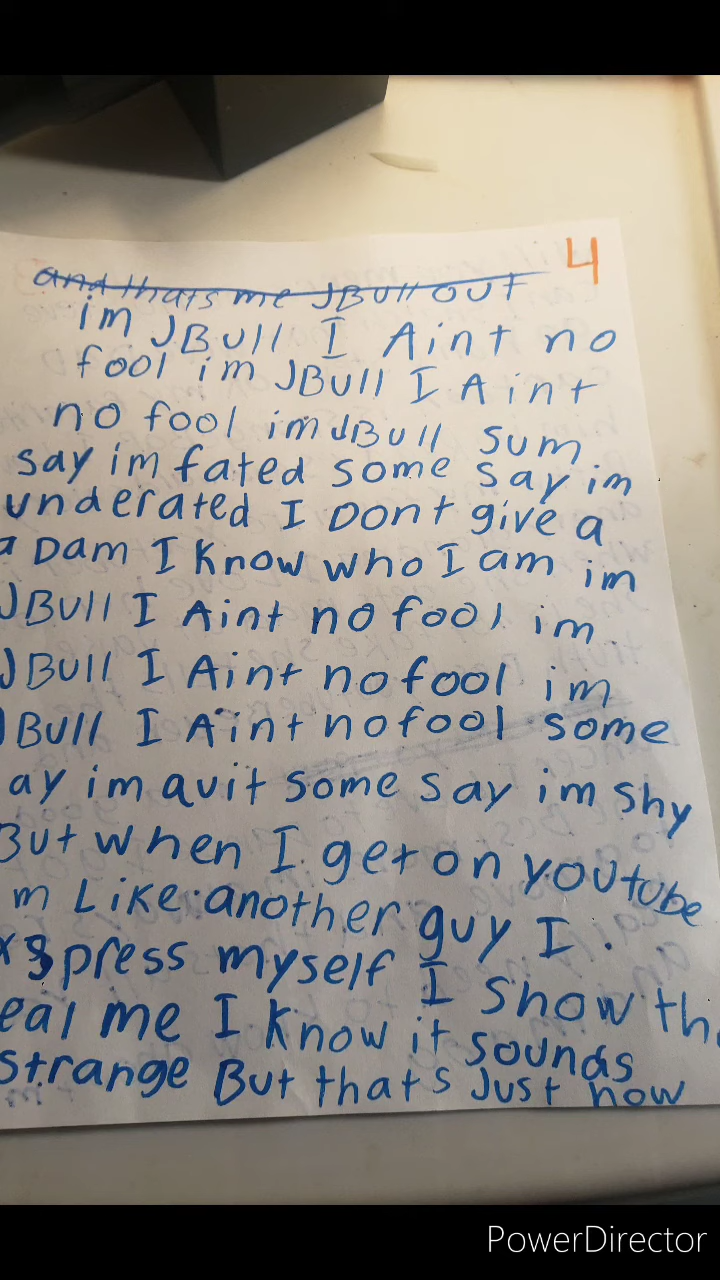 4
and thats me JBull out
im JBull I Aint no
fool im JBull I Aint
no fool im JBull sum
say im fated some say im
underated I Dont give a
a Dam I Know who I am im
JBull I Aint no fool im
JBull I Aint no fool im
JBull I Aint no fool some
ay im quit some say im shy
But when I get on youtube
m Like another guy I
xpress myself I show the
eal me I know it sounds
strange But thats Just how
PowerDirector